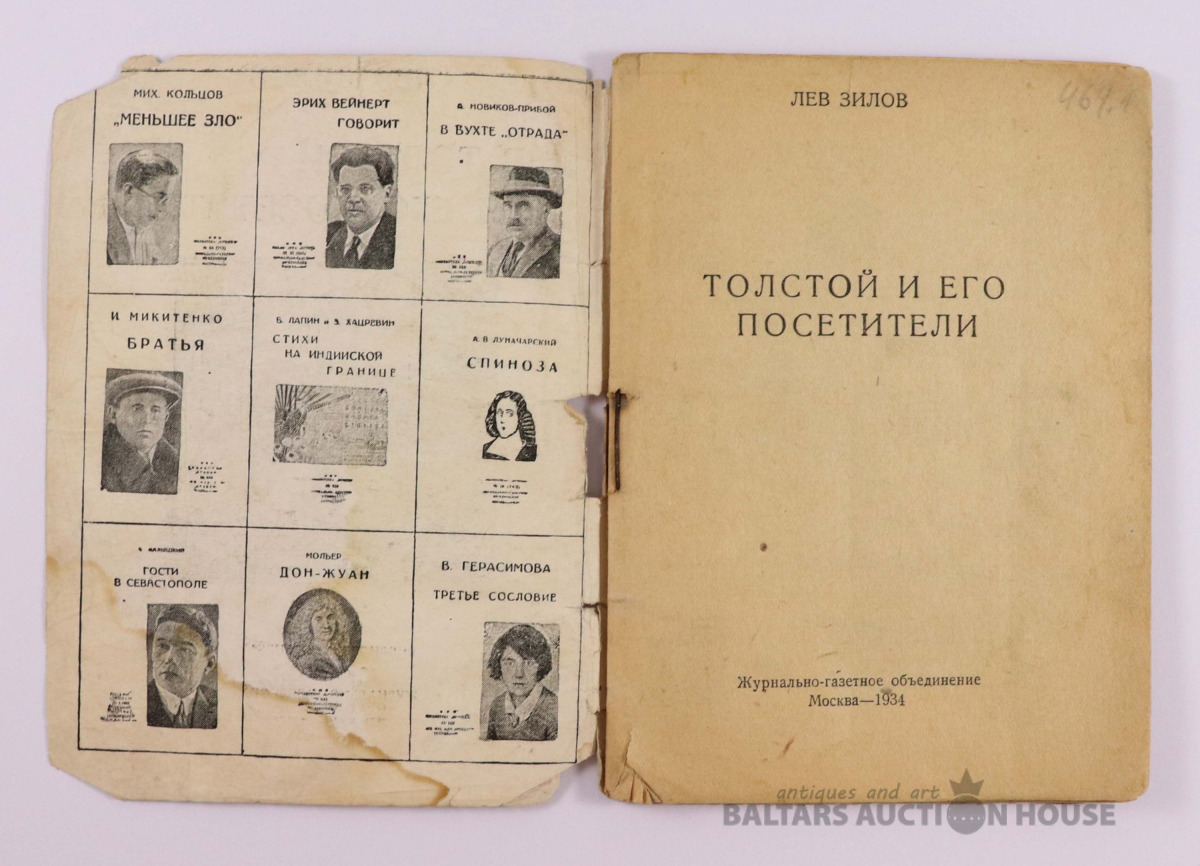 МИХ. КОЛЬЦОВ
„МЕНЬШЕЕ ЗЛО“
ЭРИХ ВЕЙНЕРТ
ГОВОРИТ
А. НОВИКОВ-ПРИБОЙ
В БУХТЕ „ОТРАДА“
И. МИКИТЕНКО
БРАТЬЯ
Б. ЛАПИН и З. ХАЦРЕВИН
СТИХИ
НА ИНДИЙСКОЙ
ГРАНИЦЕ
А. В. ЛУНАЧАРСКИЙ
СПИНОЗА
ГОСТИ
В СЕВАСТОПОЛЕ
МОЛЬЕР
ДОН-ЖУАН
В. ГЕРАСИМОВА
ТРЕТЬЕ СОСЛОВИЕ
ЛЕВ ЗИЛОВ
ТОЛСТОЙ И ЕГО
ПОСЕТИТЕЛИ
Журнально-газетное объединение
Москва—1934
antiques and art
BALTARS AUCTION HOUSE